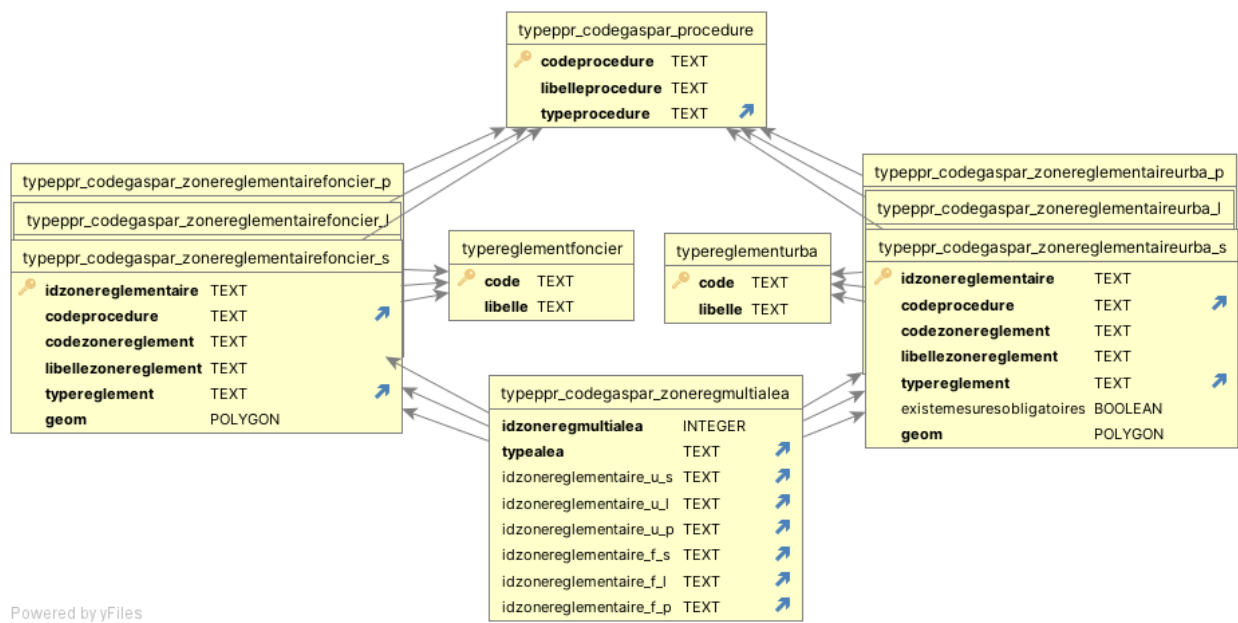 typeppr_codegaspar_procedure
codeprocedure TEXT
libelleprocedure TEXT
typeprocedure TEXT
typeppr_codegaspar_zonereglementairefoncier_p
typeppr_codegaspar_zonereglementairefoncier_l
typeppr_codegaspar_zonereglementairefoncier_s
idzonereglementaire TEXT
codeprocedure TEXT
codezonereglement TEXT
libellezonereglement TEXT
typereglement TEXT
geom POLYGON
typereglementfoncier
code TEXT
libelle TEXT
typereglementurba
code TEXT
libelle TEXT
typeppr_codegaspar_zonereglementaireurba_p
typeppr_codegaspar_zonereglementaireurba_l
typeppr_codegaspar_zonereglementaireurba_s
idzonereglementaire TEXT
codeprocedure TEXT
codezonereglement TEXT
libellezonereglement TEXT
typereglement TEXT
existemesuresobligatoires BOOLEAN
geom POLYGON
typeppr_codegaspar_zoneregmultialea
idzoneregmultialea INTEGER
typealea TEXT
idzonereglementaire_u_s TEXT
idzonereglementaire_u_l TEXT
idzonereglementaire_u_p TEXT
idzonereglementaire_f_s TEXT
idzonereglementaire_f_l TEXT
idzonereglementaire_f_p TEXT
Powered by yFiles